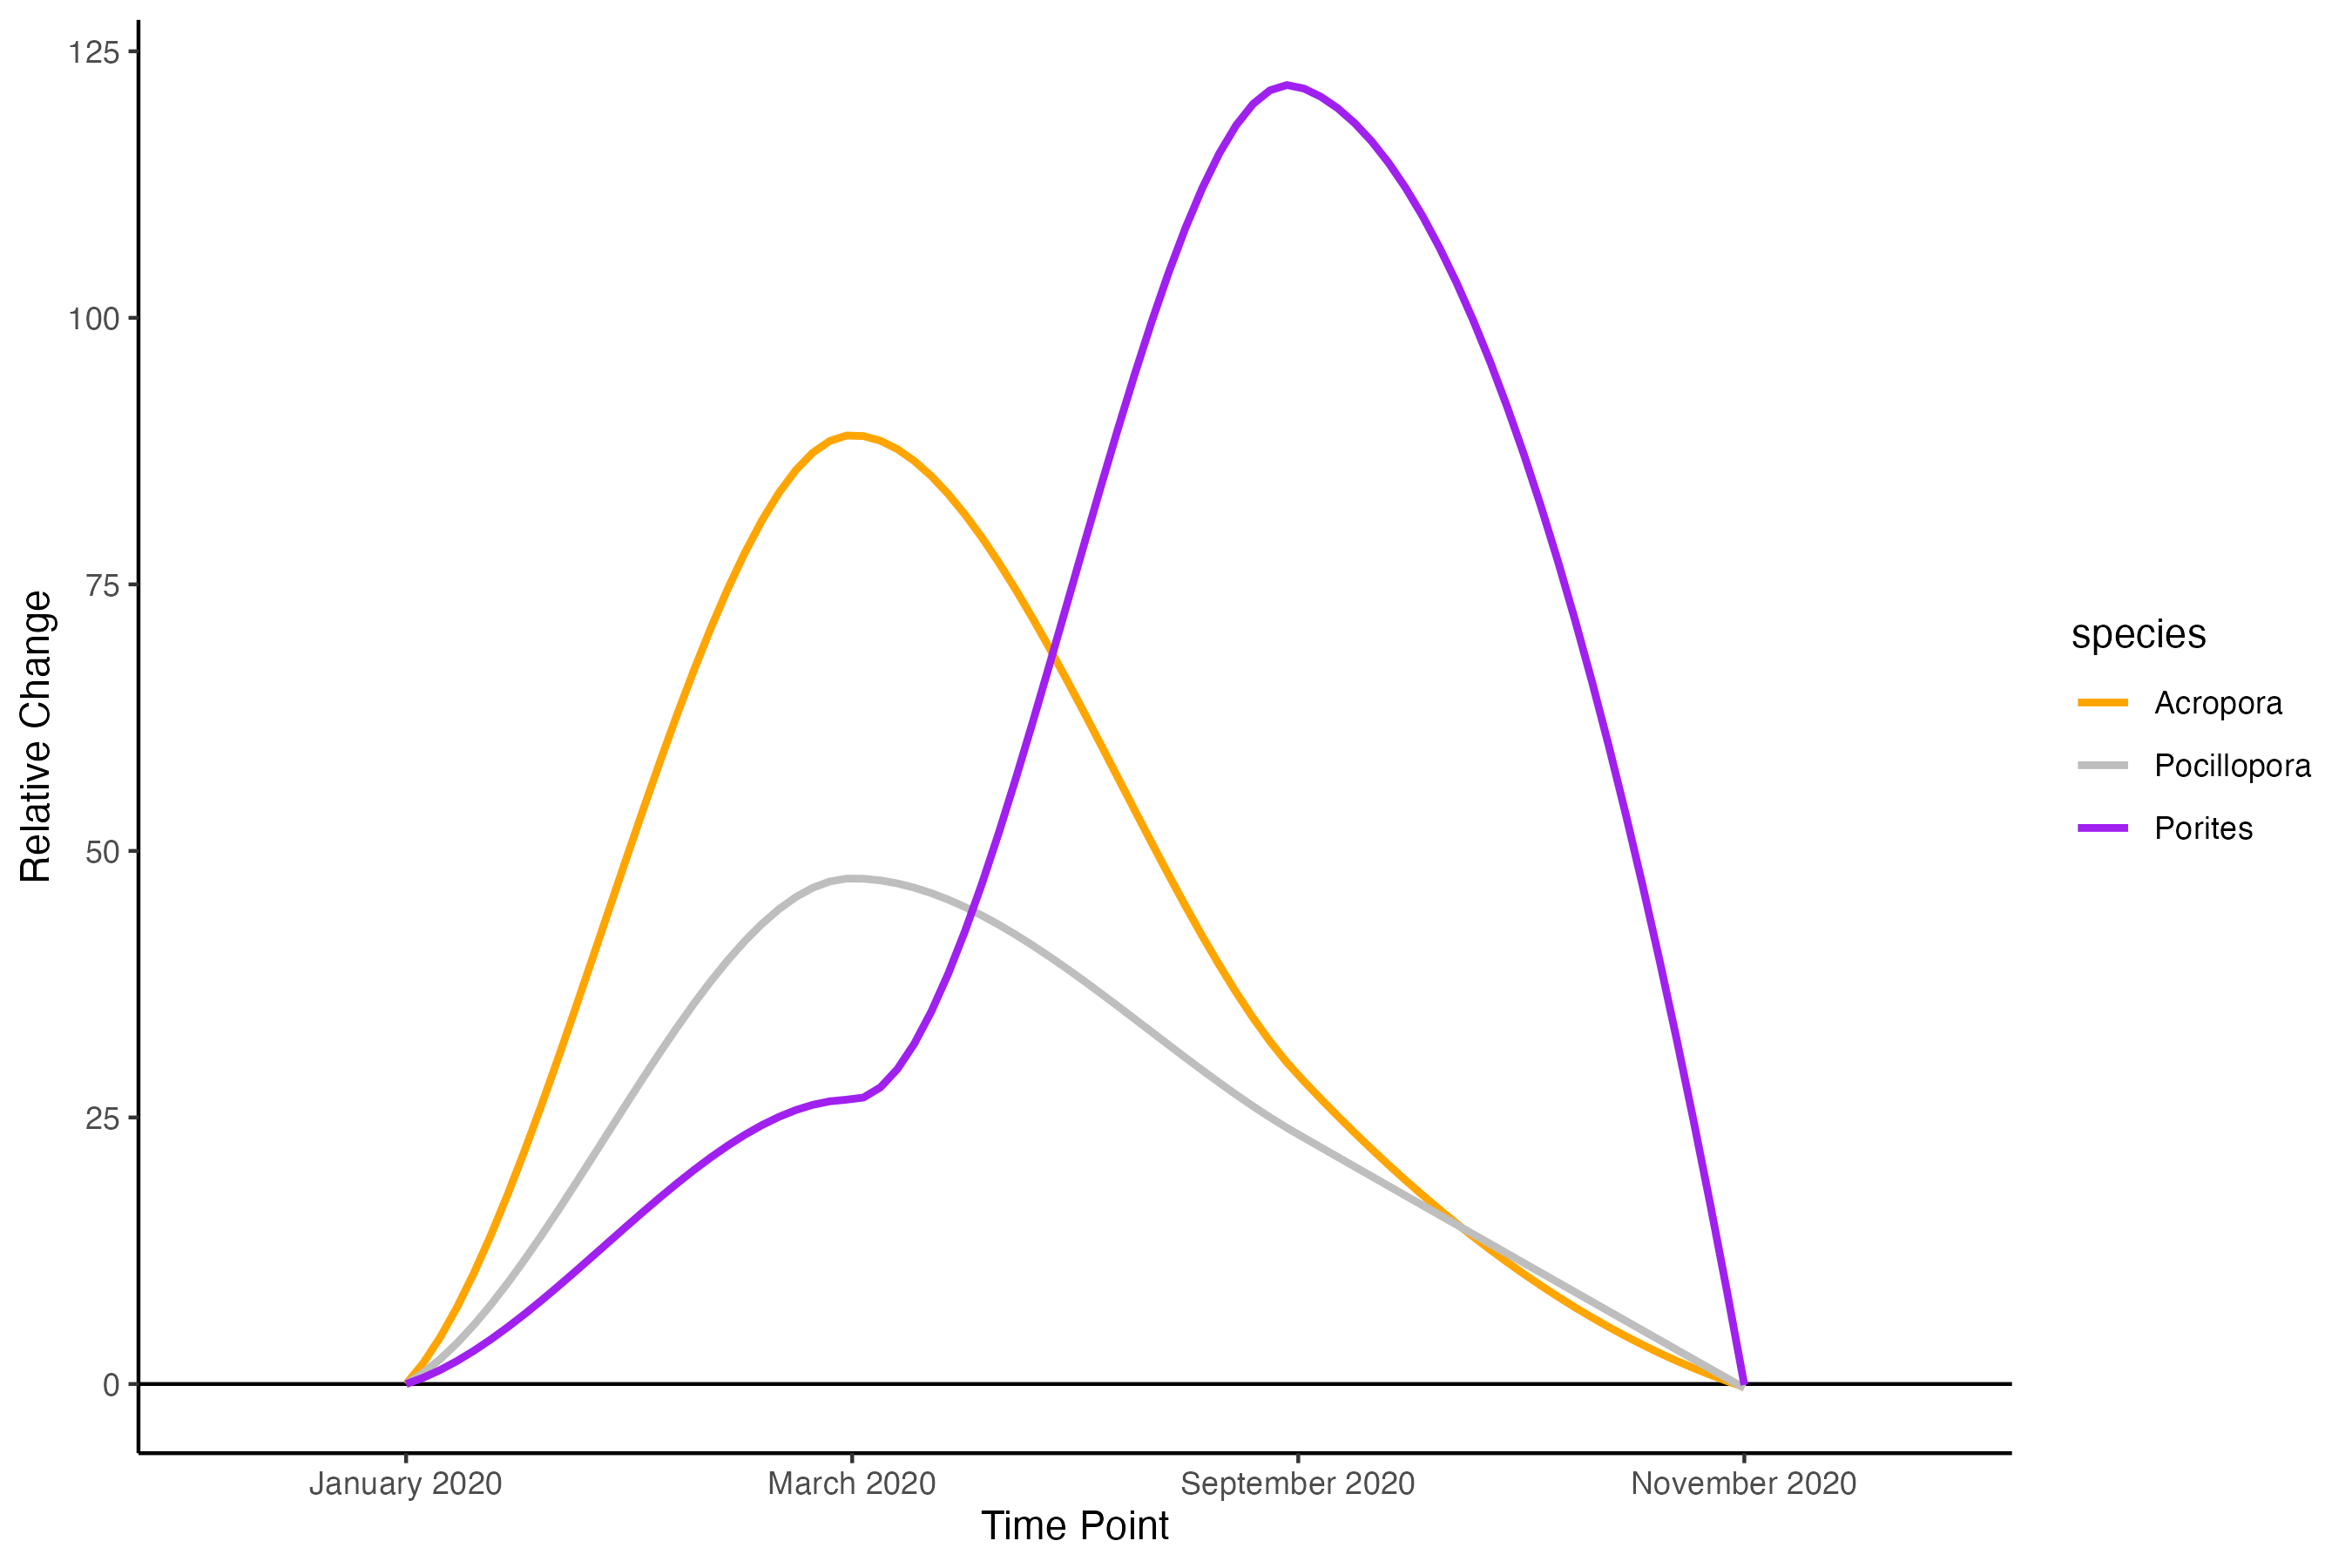 125
100
75
50
25
0
Relative Change
January 2020
March 2020
September 2020
November 2020
Time Point
species
Acropora
Pocillopora
Porites